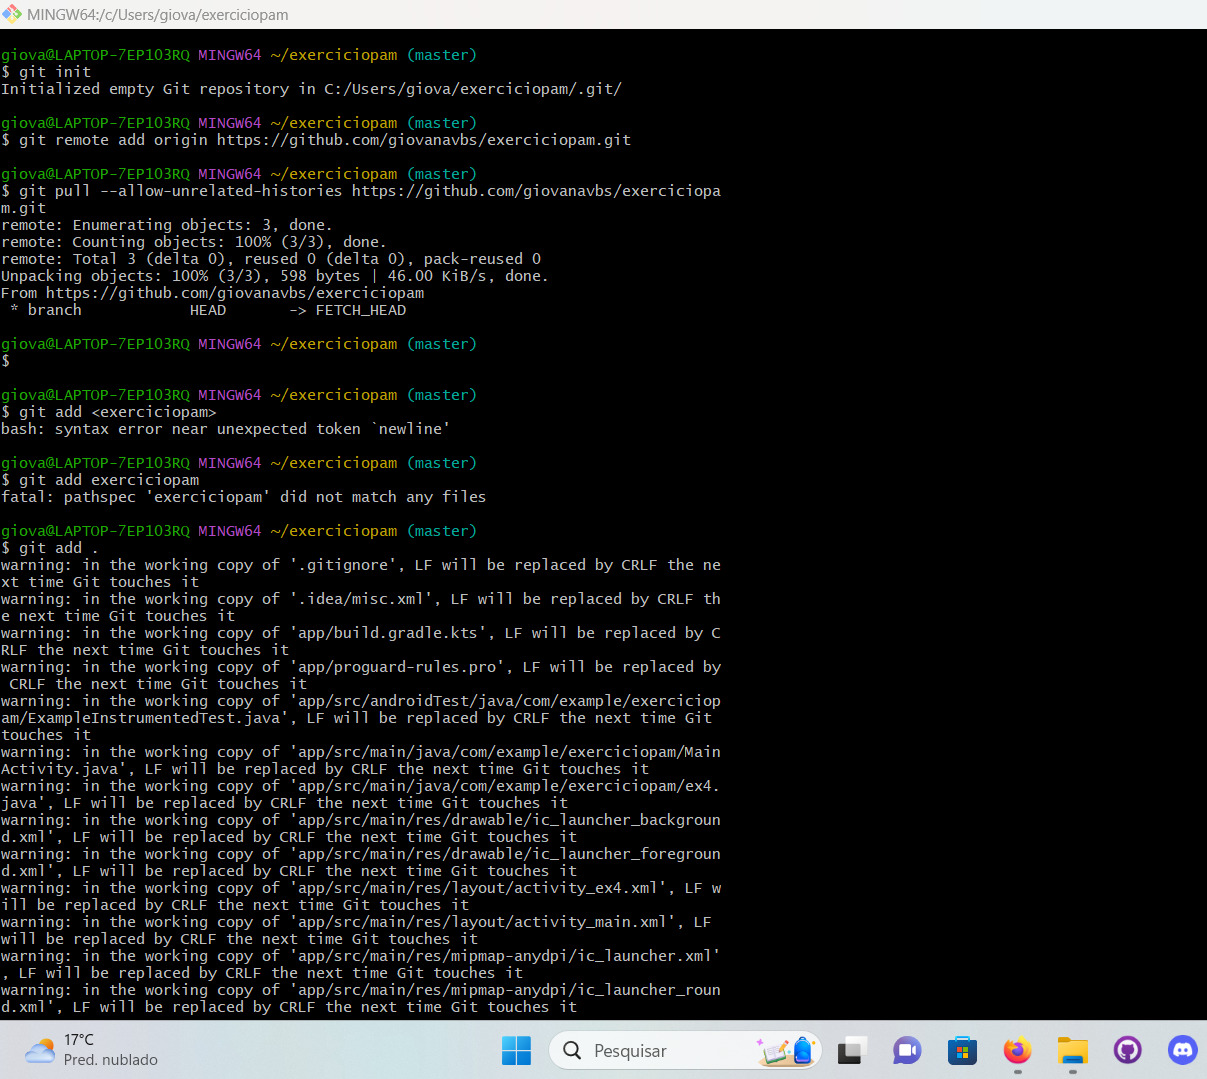 MINGW64:/c/Users/giova/exerciciopam
giova@LAPTOP-7EP103RQ MINGW64 ~/exerciciopam (master)
$ git init
Initialized empty Git repository in C:/Users/giova/exerciciopam/.git/
giova@LAPTOP-7EP103RQ MINGW64 ~/exerciciopam (master)
$ git remote add origin https://github.com/giovanavbs/exerciciopam.git
giova@LAPTOP-7EP103RQ MINGW64 ~/exerciciopam (master)
$ git pull --allow-unrelated-histories https://github.com/giovanavbs/exerciciopa
m.git
remote: Enumerating objects: 3, done.
remote: Counting objects: 100% (3/3), done.
remote: Total 3 (delta 0), reused 0 (delta 0), pack-reused 0
Unpacking objects: 100% (3/3), 598 bytes | 46.00 KiB/s, done.
From https://github.com/giovanavbs/exerciciopam
 * branch            HEAD       -> FETCH_HEAD
giova@LAPTOP-7EP103RQ MINGW64 ~/exerciciopam (master)
$
giova@LAPTOP-7EP103RQ MINGW64 ~/exerciciopam (master)
$ git add <exerciciopam>
bash: syntax error near unexpected token `newline'
giova@LAPTOP-7EP103RQ MINGW64 ~/exerciciopam (master)
$ git add exerciciopam
fatal: pathspec 'exerciciopam' did not match any files
giova@LAPTOP-7EP103RQ MINGW64 ~/exerciciopam (master)
$ git add .
warning: in the working copy of '.gitignore', LF will be replaced by CRLF the ne
xt time Git touches it
warning: in the working copy of '.idea/misc.xml', LF will be replaced by CRLF th
e next time Git touches it
warning: in the working copy of 'app/build.gradle.kts', LF will be replaced by C
RLF the next time Git touches it
warning: in the working copy of 'app/proguard-rules.pro', LF will be replaced by
 CRLF the next time Git touches it
warning: in the working copy of 'app/src/androidTest/java/com/example/exerciciop
am/ExampleInstrumentedTest.java', LF will be replaced by CRLF the next time Git
touches it
warning: in the working copy of 'app/src/main/java/com/example/exerciciopam/Main
Activity.java', LF will be replaced by CRLF the next time Git touches it
warning: in the working copy of 'app/src/main/java/com/example/exerciciopam/ex4.
java', LF will be replaced by CRLF the next time Git touches it
warning: in the working copy of 'app/src/main/res/drawable/ic_launcher_backgroun
d.xml', LF will be replaced by CRLF the next time Git touches it
warning: in the working copy of 'app/src/main/res/drawable/ic_launcher_foregroun
d.xml', LF will be replaced by CRLF the next time Git touches it
warning: in the working copy of 'app/src/main/res/layout/activity_ex4.xml', LF w
ill be replaced by CRLF the next time Git touches it
warning: in the working copy of 'app/src/main/res/layout/activity_main.xml', LF
will be replaced by CRLF the next time Git touches it
warning: in the working copy of 'app/src/main/res/mipmap-anydpi/ic_launcher.xml'
, LF will be replaced by CRLF the next time Git touches it
warning: in the working copy of 'app/src/main/res/mipmap-anydpi/ic_launcher_roun
d.xml', LF will be replaced by CRLF the next time Git touches it
17°C
Pred. nublado
Pesquisar